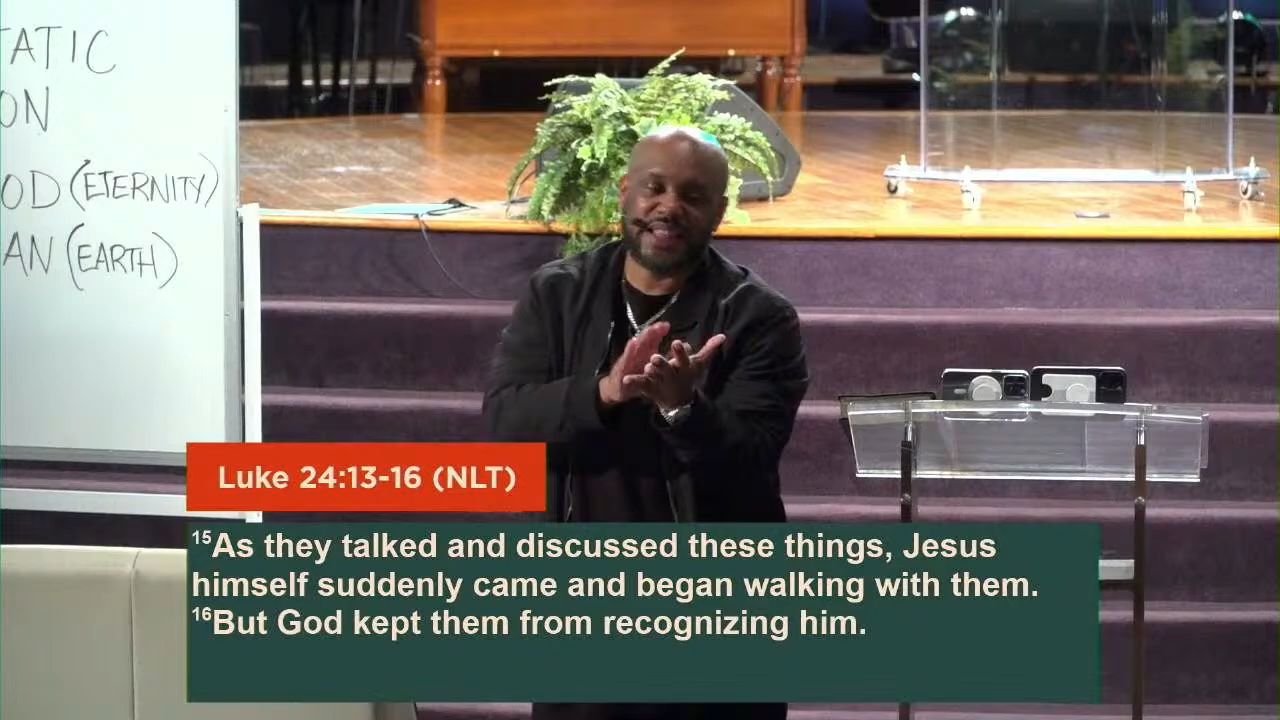 TATIC
ON
OD (ETERNITY)
AN (EARTH)
Luke 24:13-16 (NLT)
15As they talked and discussed these things, Jesus
himself suddenly came and began walking with them.
16But God kept them from recognizing him.